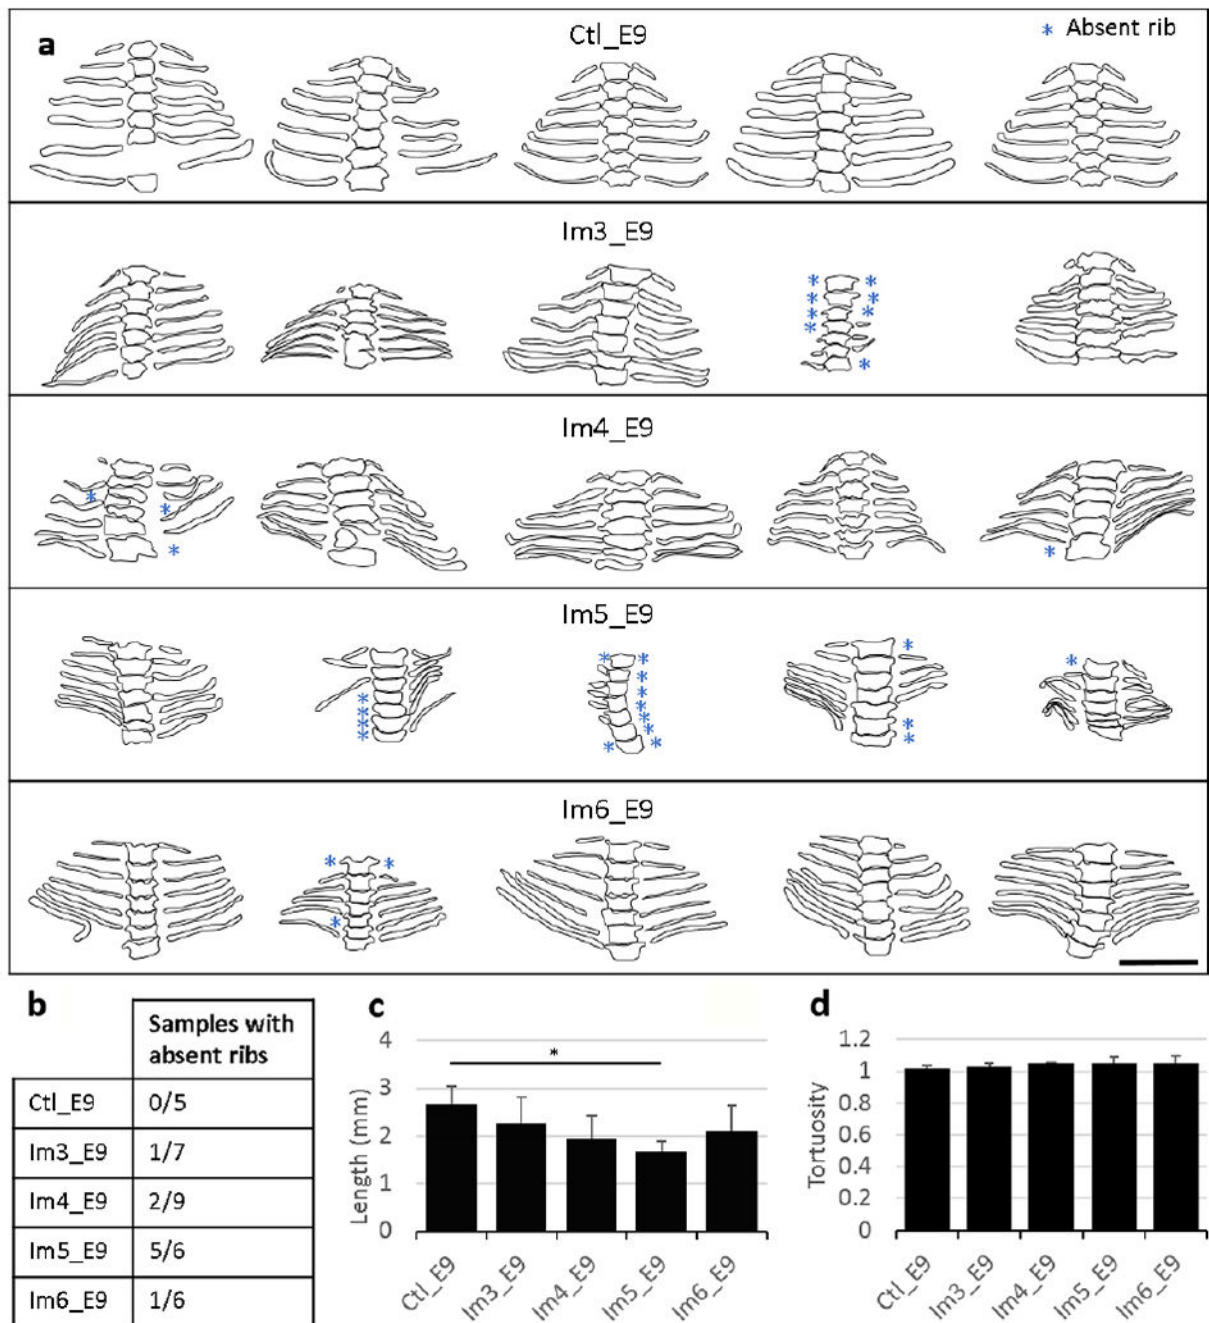 a
Ctl_E9
* Absent rib
Im3_E9
* *
* *
* *
*
*
Im4_E9
*
*
*
*
Im5_E9
* *
*
*
*
*
*
* *
*
*
*
*
*
*
*
*
Im6_E9
* *
*
b
Samples with
absent ribs
Ctl_E9 0/5
Im3_E9 1/7
Im4_E9 2/9
Im5_E9 5/6
Im6_E9 1/6
c
Length (mm)
4
3
2
1
0
*
Ctl_E9
Im3_E9
Im4_E9
Im5_E9
Im6_E9
d
Tortuosity
1.2
1
0.8
0.6
0.4
0.2
0
Ctl_E9
Im3_E9
Im4_E9
Im5_E9
Im6_E9